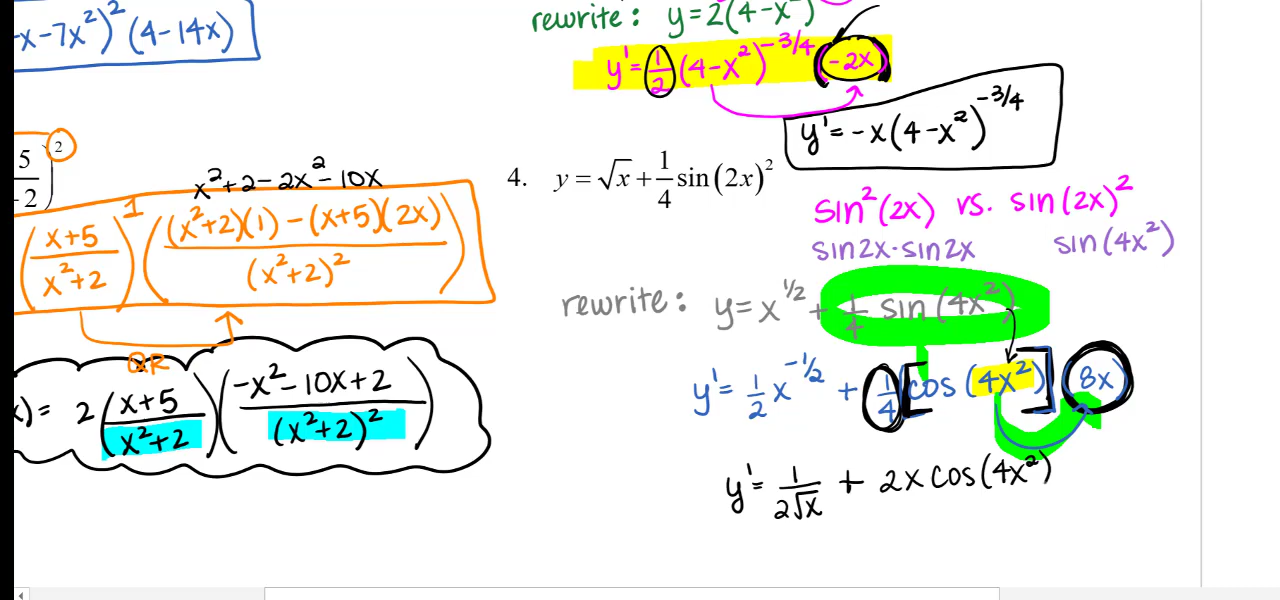 -x-7x²)² (4-14x)
5
-2
]²
x²+2-2x²-10x
(x+5 / x²+2)¹ ((x²+2)(1)-(x+5)(2x) / (x²+2)²)
QR
x) = 2 (x+5 / x²+2) (-x²-10x+2 / (x²+2)²)
rewrite: y=2(4-x²)
y'= 1/2 (4-x²)^-3/4 (-2x)
y'= -x(4-x²)^-3/4
4. y = √x + 1/4 sin(2x)²
sin²(2x) vs. sin(2x)²
sin2x·sin2x sin(4x²)
rewrite: y=x^1/2 + 1/4 sin(4x²)
y'= 1/2 x^-1/2 + 1/4 [cos(4x²)] (8x)
y'= 1/2√x + 2x cos(4x²)